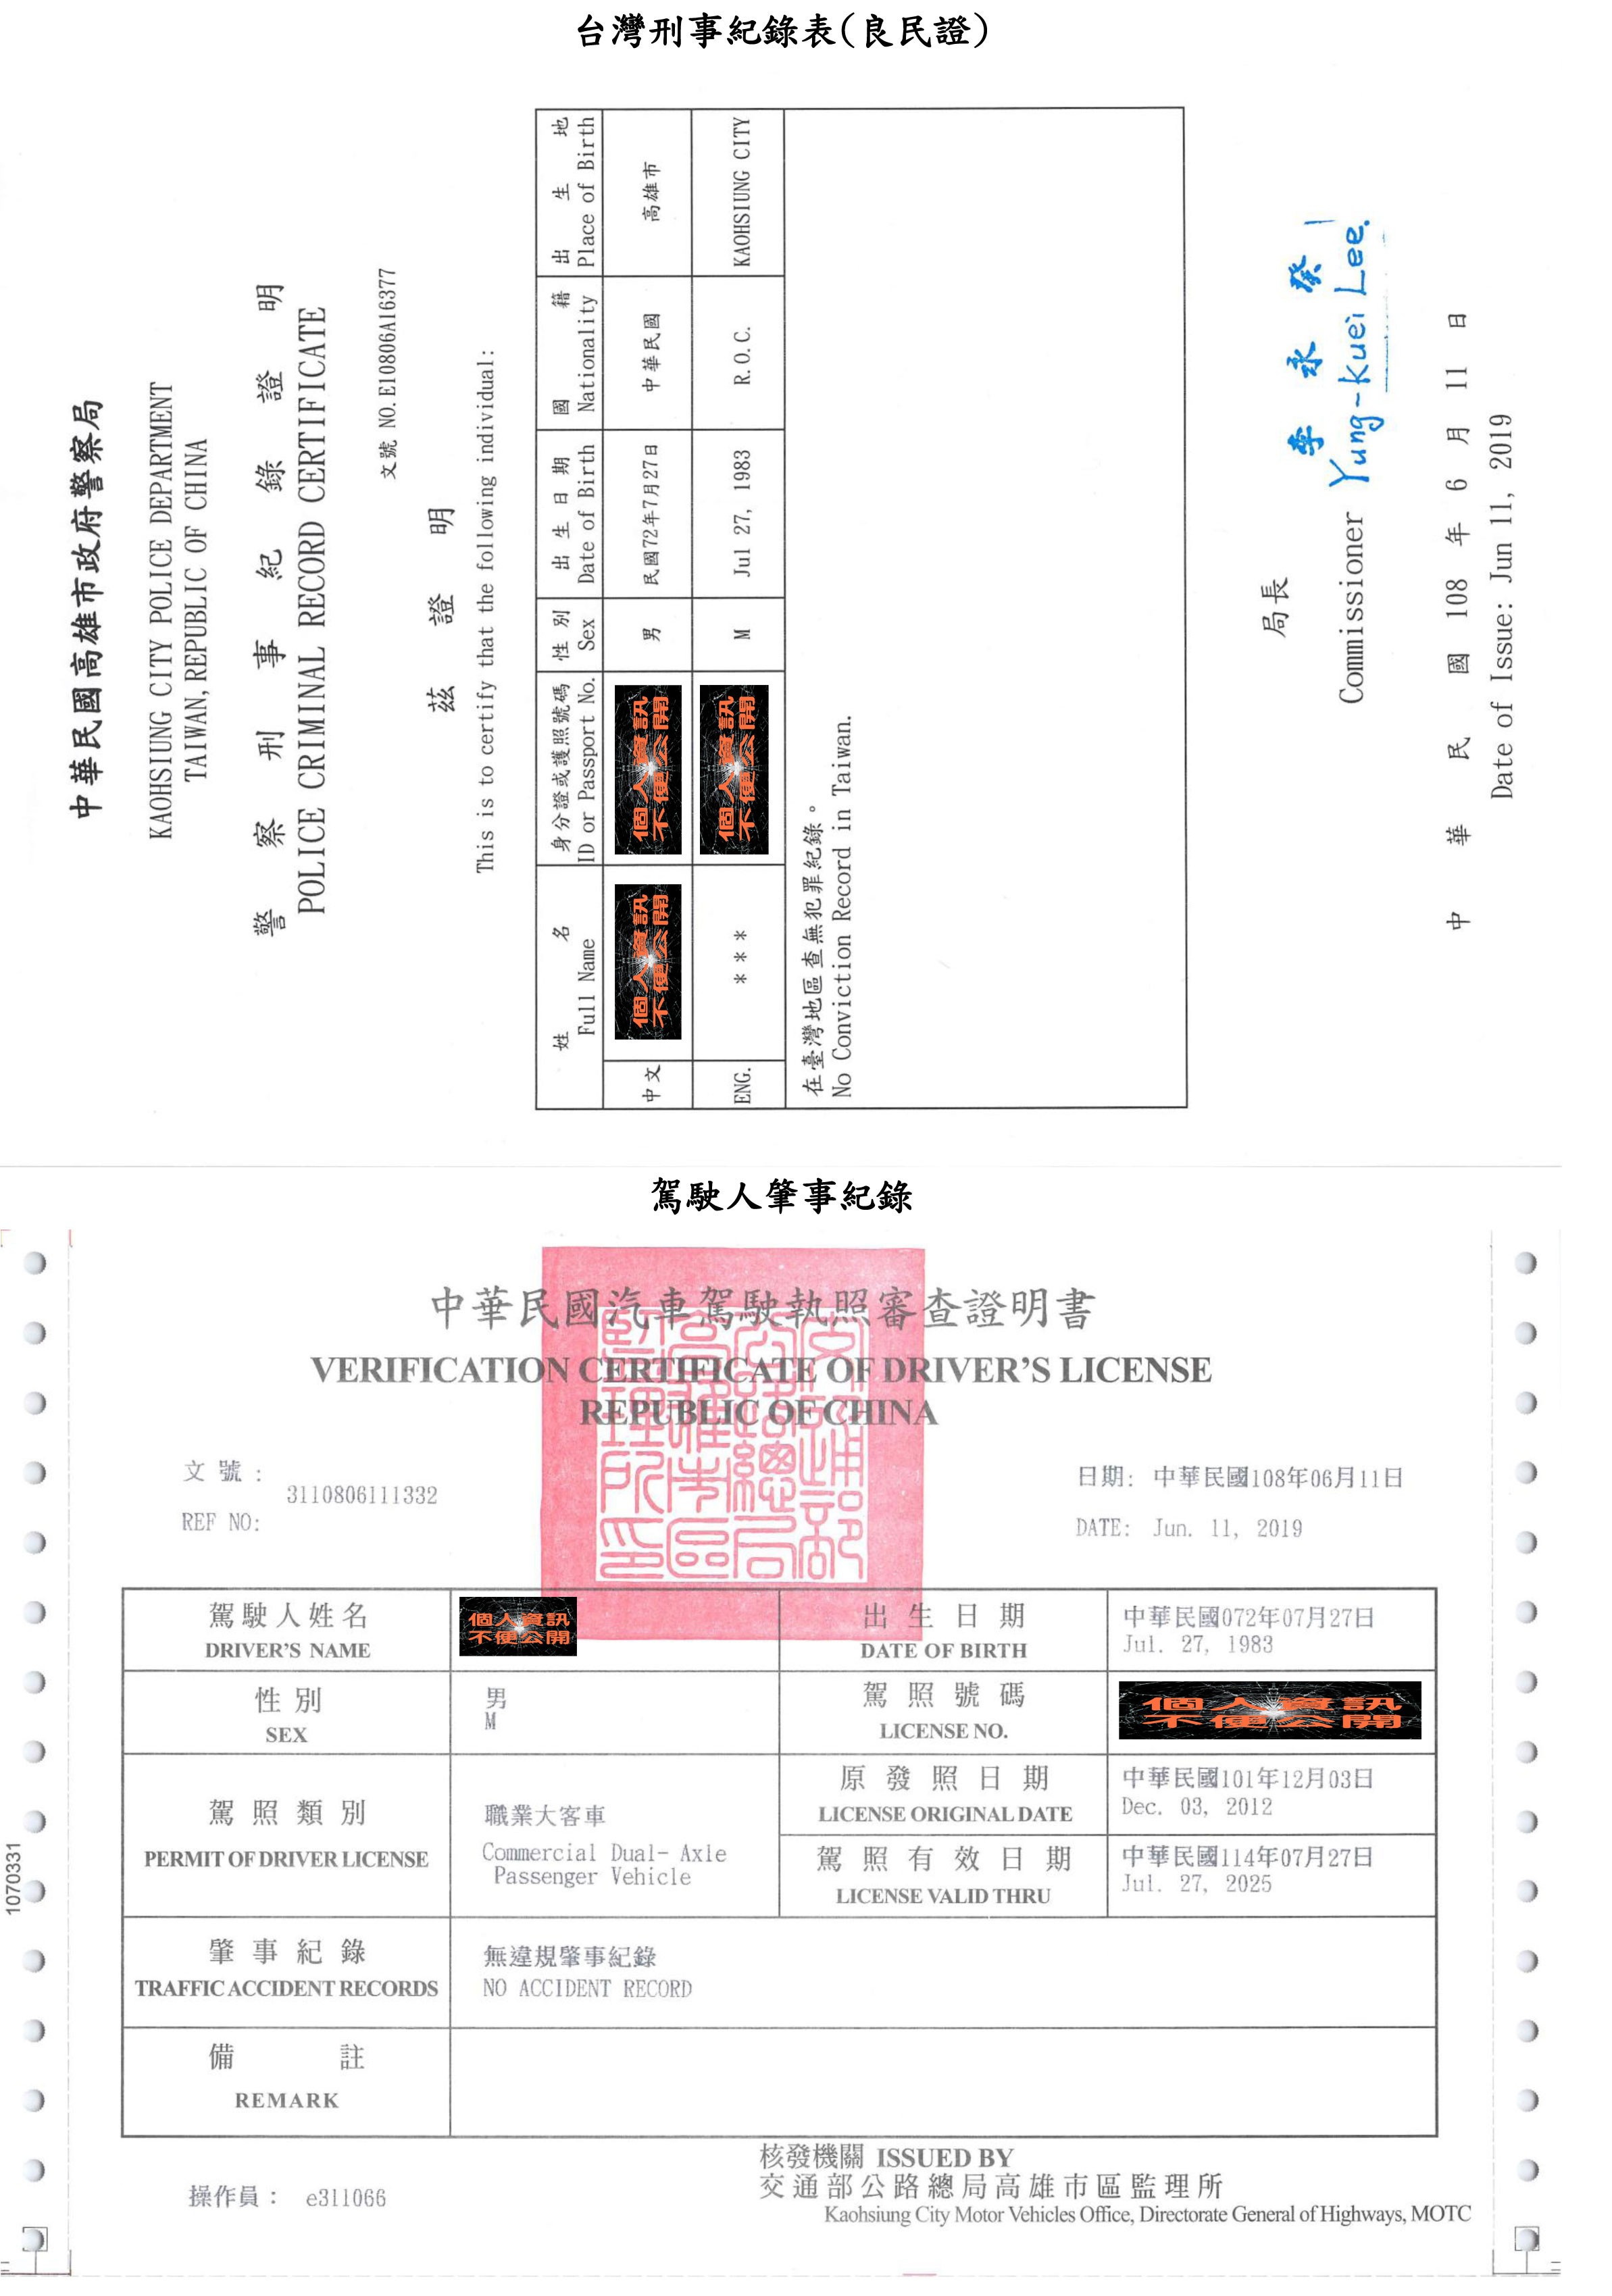 台灣刑事紀錄表(良民證)
中華民國高雄市政府警察局
KAOHSIUNG CITY POLICE DEPARTMENT
TAIWAN, REPUBLIC OF CHINA
警察刑事紀錄證明
POLICE CRIMINAL RECORD CERTIFICATE
文號 NO. E10806A16377
茲證明
This is to certify that the following individual:
姓名 身分證或護照號碼 性別 出生日期 國籍 出生地
Full Name ID or Passport No. Sex Date of Birth Nationality Place of Birth
中文 個人資訊不便公開 個人資訊不便公開 男 民國72年7月27日 中華民國 高雄市
ENG. *** 個人資訊不便公開 M Jul 27, 1983 R.O.C. KAOHSIUNG CITY
在臺灣地區查無犯罪紀錄。
No Conviction Record in Taiwan.
局長 李永癸
Commissioner Yung-Kuei Lee.
中華民國 108 年 6 月 11 日
Date of Issue: Jun 11, 2019
駕駛人肇事紀錄
中華民國汽車駕駛執照審查證明書
VERIFICATION CERTIFICATE OF DRIVER'S LICENSE
REPUBLIC OF CHINA
交通部公路總局高雄市區監理所印
文號:
REF NO:
3110806111332
日期: 中華民國108年06月11日
DATE: Jun. 11, 2019
駕駛人姓名
DRIVER'S NAME
個人資訊
不便公開
出生日期
DATE OF BIRTH
中華民國072年07月27日
Jul. 27, 1983
性別
SEX
男
M
駕照號碼
LICENSE NO.
個人資訊
不便公開
駕照類別
PERMIT OF DRIVER LICENSE
職業大客車
Commercial Dual- Axle
Passenger Vehicle
原發照日期
LICENSE ORIGINAL DATE
中華民國101年12月03日
Dec. 03, 2012
駕照有效日期
LICENSE VALID THRU
中華民國114年07月27日
Jul. 27, 2025
肇事紀錄
TRAFFIC ACCIDENT RECORDS
無違規肇事紀錄
NO ACCIDENT RECORD
備註
REMARK
1070331
操作員: e311066
核發機關 ISSUED BY
交通部公路總局高雄市區監理所
Kaohsiung City Motor Vehicles Office, Directorate General of Highways, MOTC